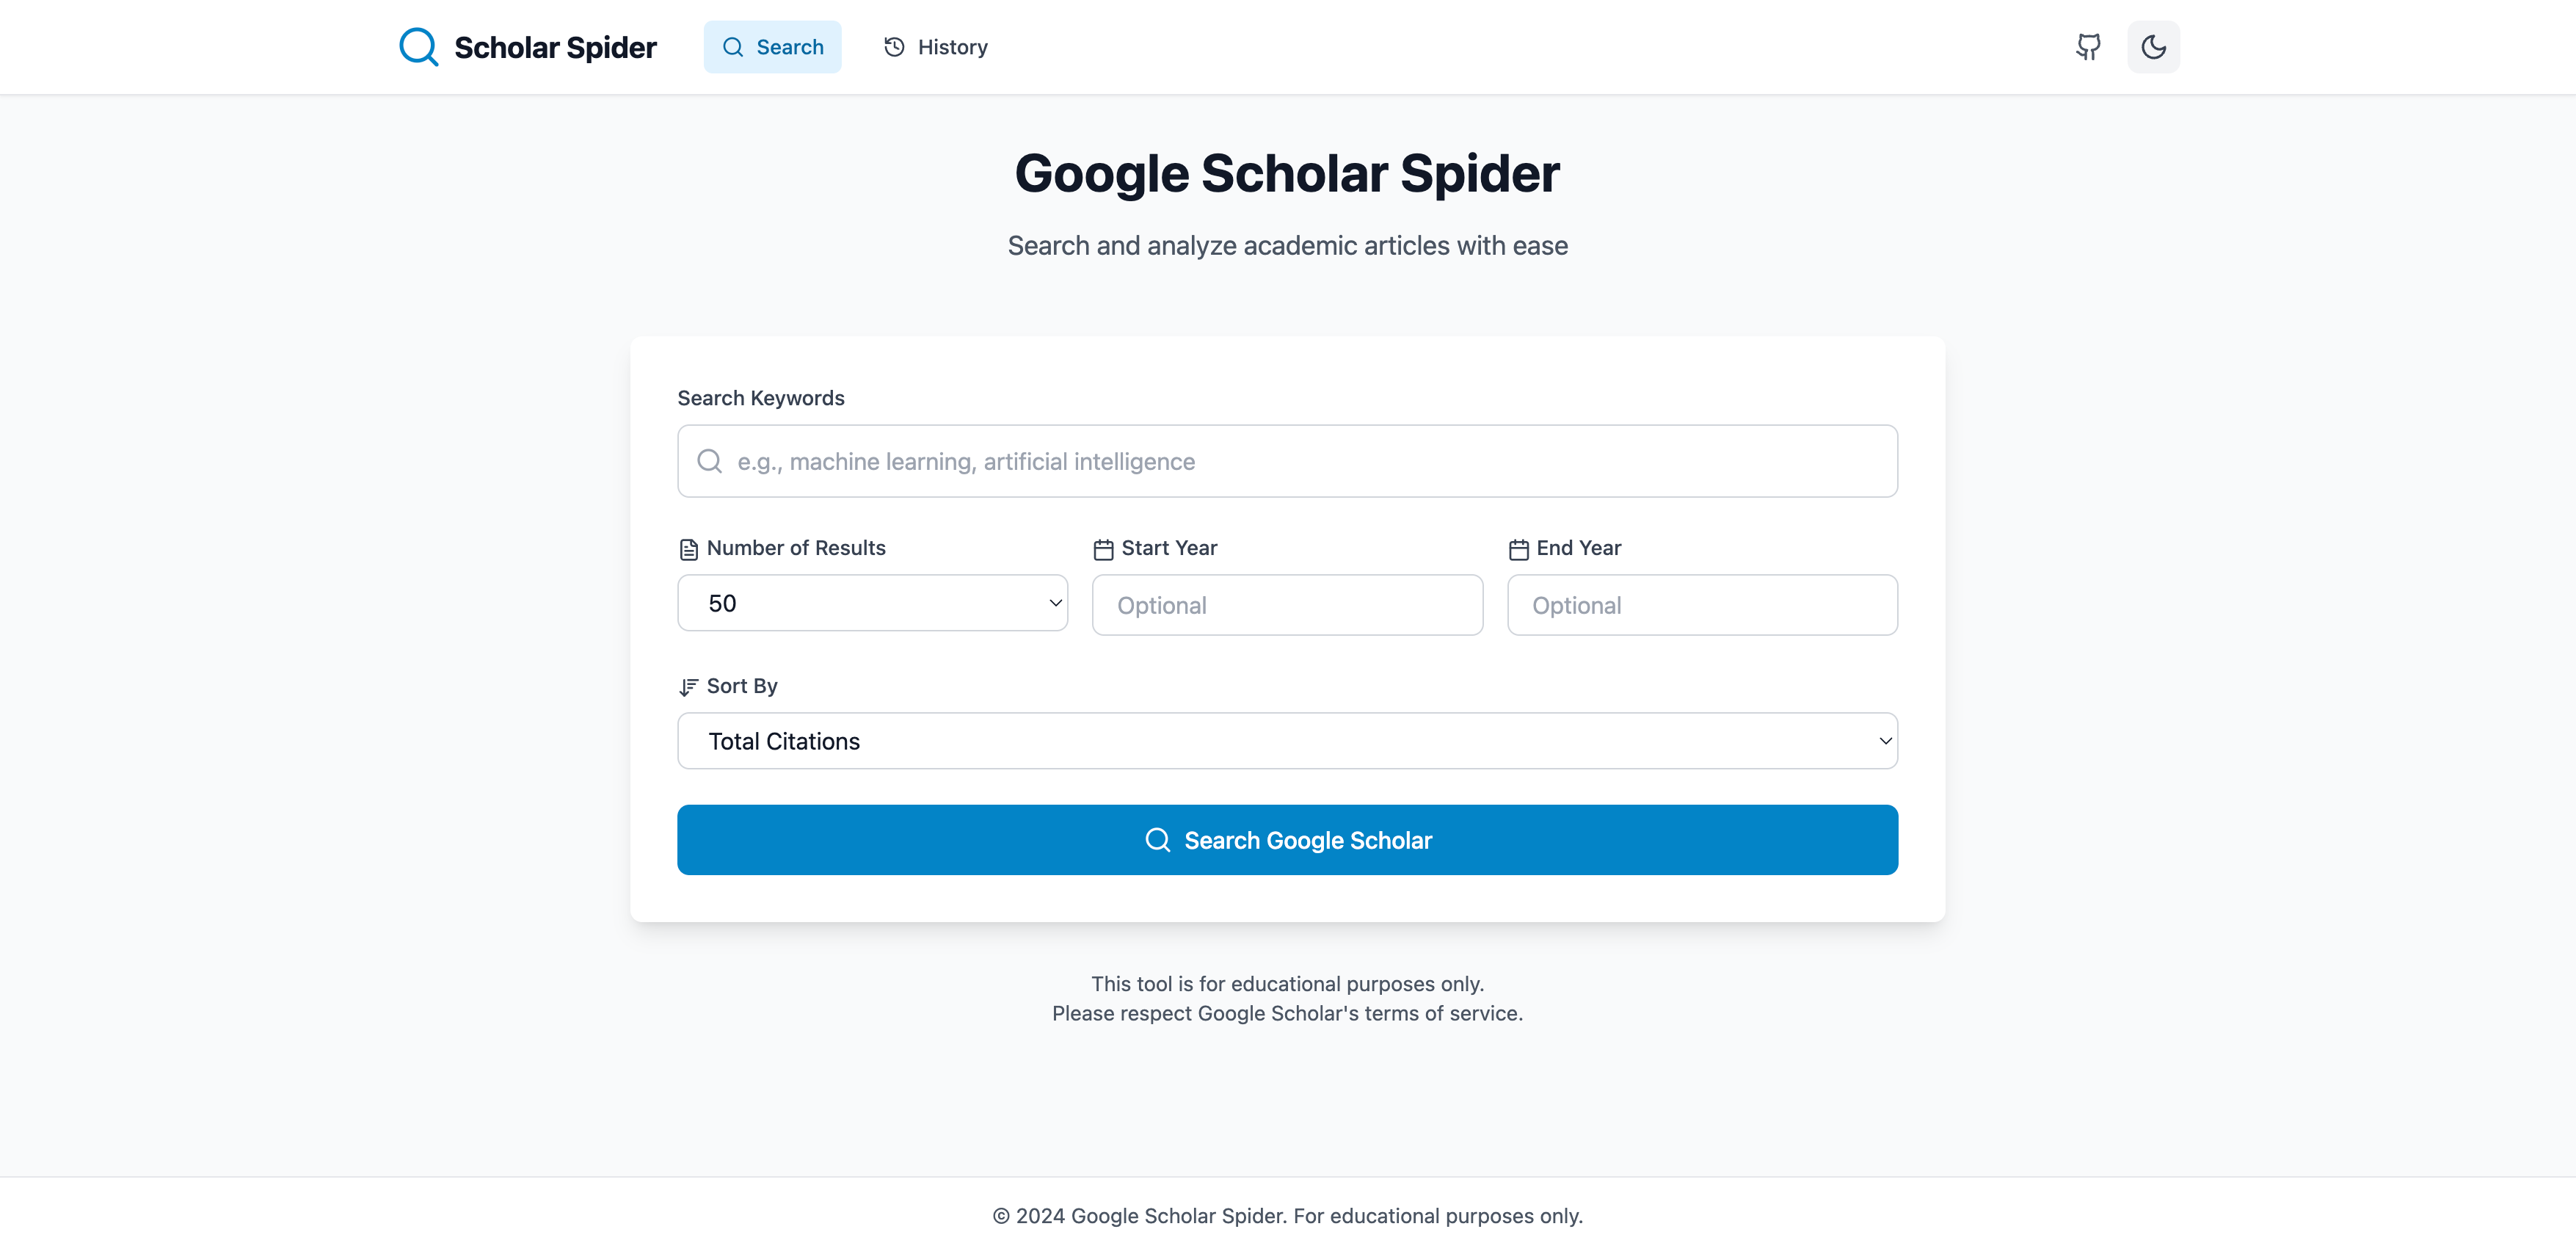 Scholar Spider
Search
History
Google Scholar Spider
Search and analyze academic articles with ease
Search Keywords
e.g., machine learning, artificial intelligence
Number of Results
Start Year
End Year
50
Optional
Optional
Sort By
Total Citations
Search Google Scholar
This tool is for educational purposes only.
Please respect Google Scholar's terms of service.
© 2024 Google Scholar Spider. For educational purposes only.